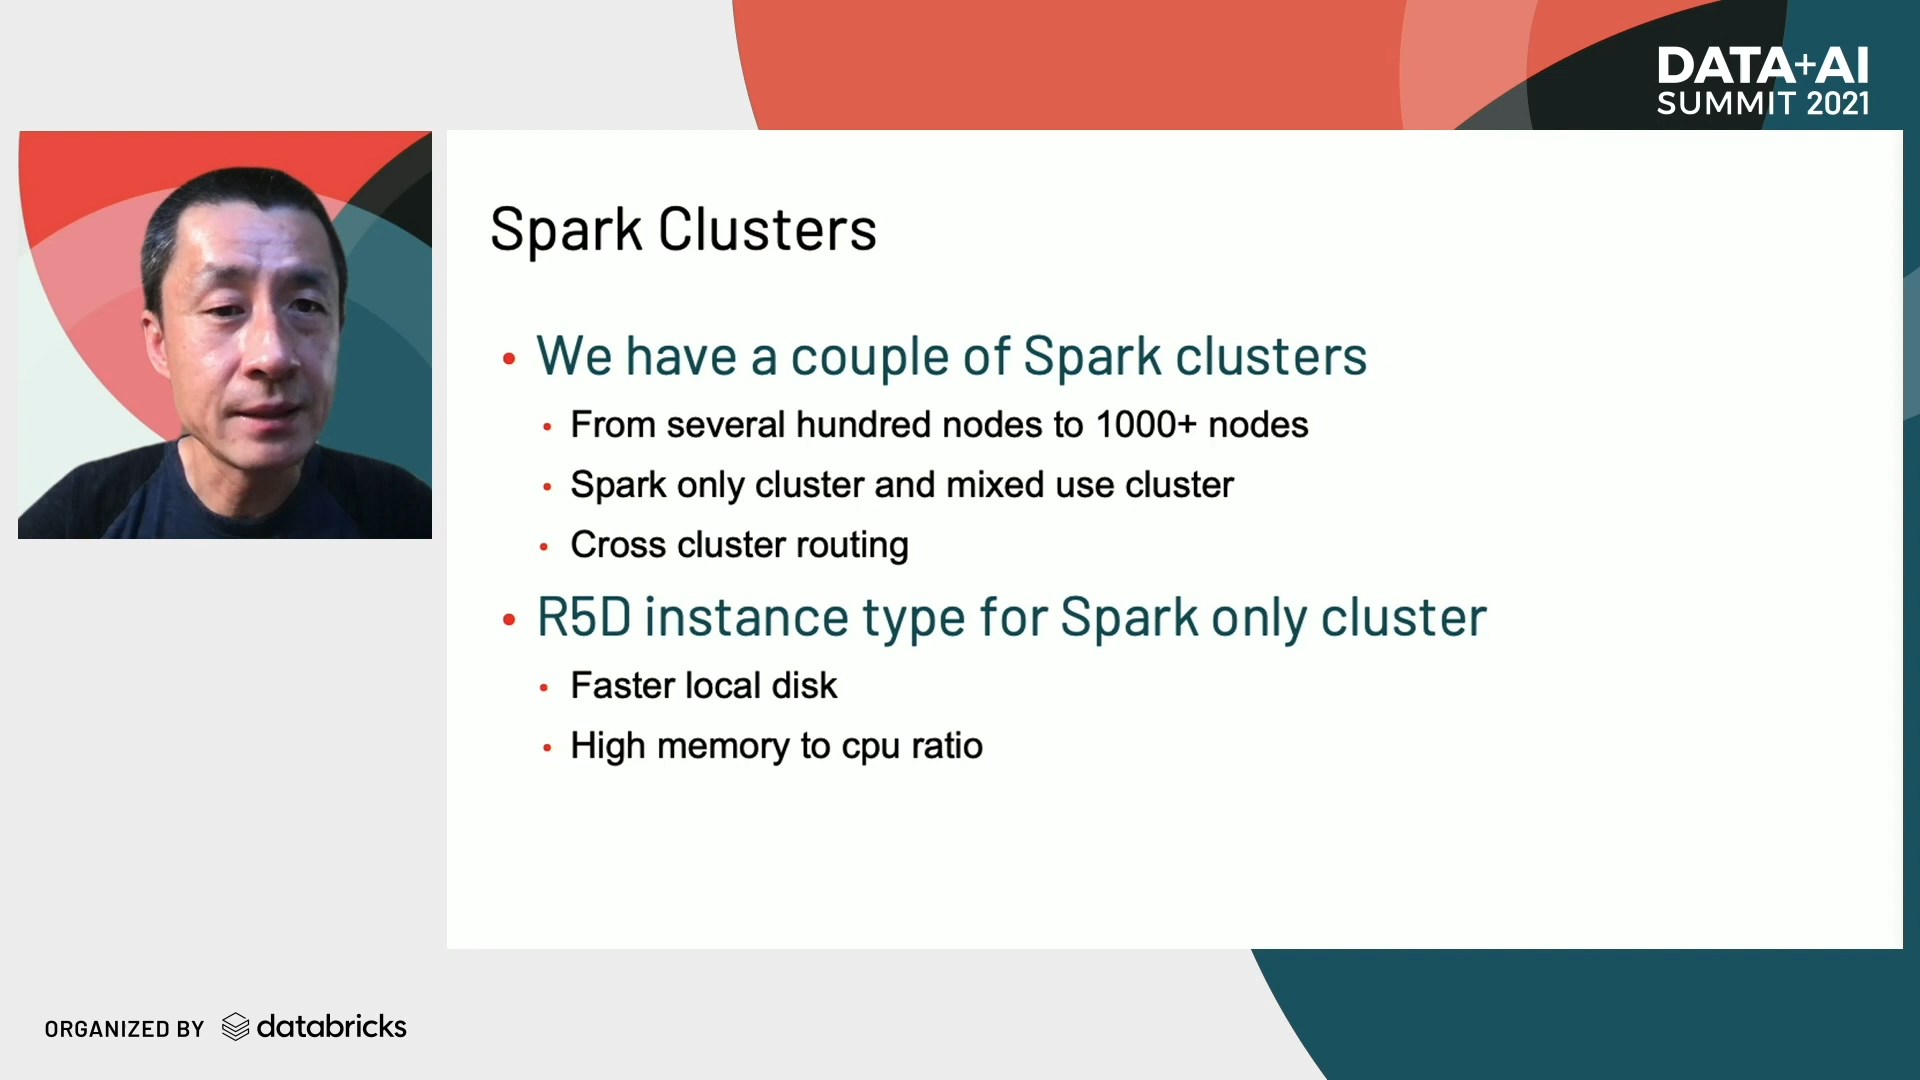 DATA+AI
SUMMIT 2021
Spark Clusters
• We have a couple of Spark clusters
• From several hundred nodes to 1000+ nodes
• Spark only cluster and mixed use cluster
• Cross cluster routing
• R5D instance type for Spark only cluster
• Faster local disk
• High memory to cpu ratio
ORGANIZED BY databricks